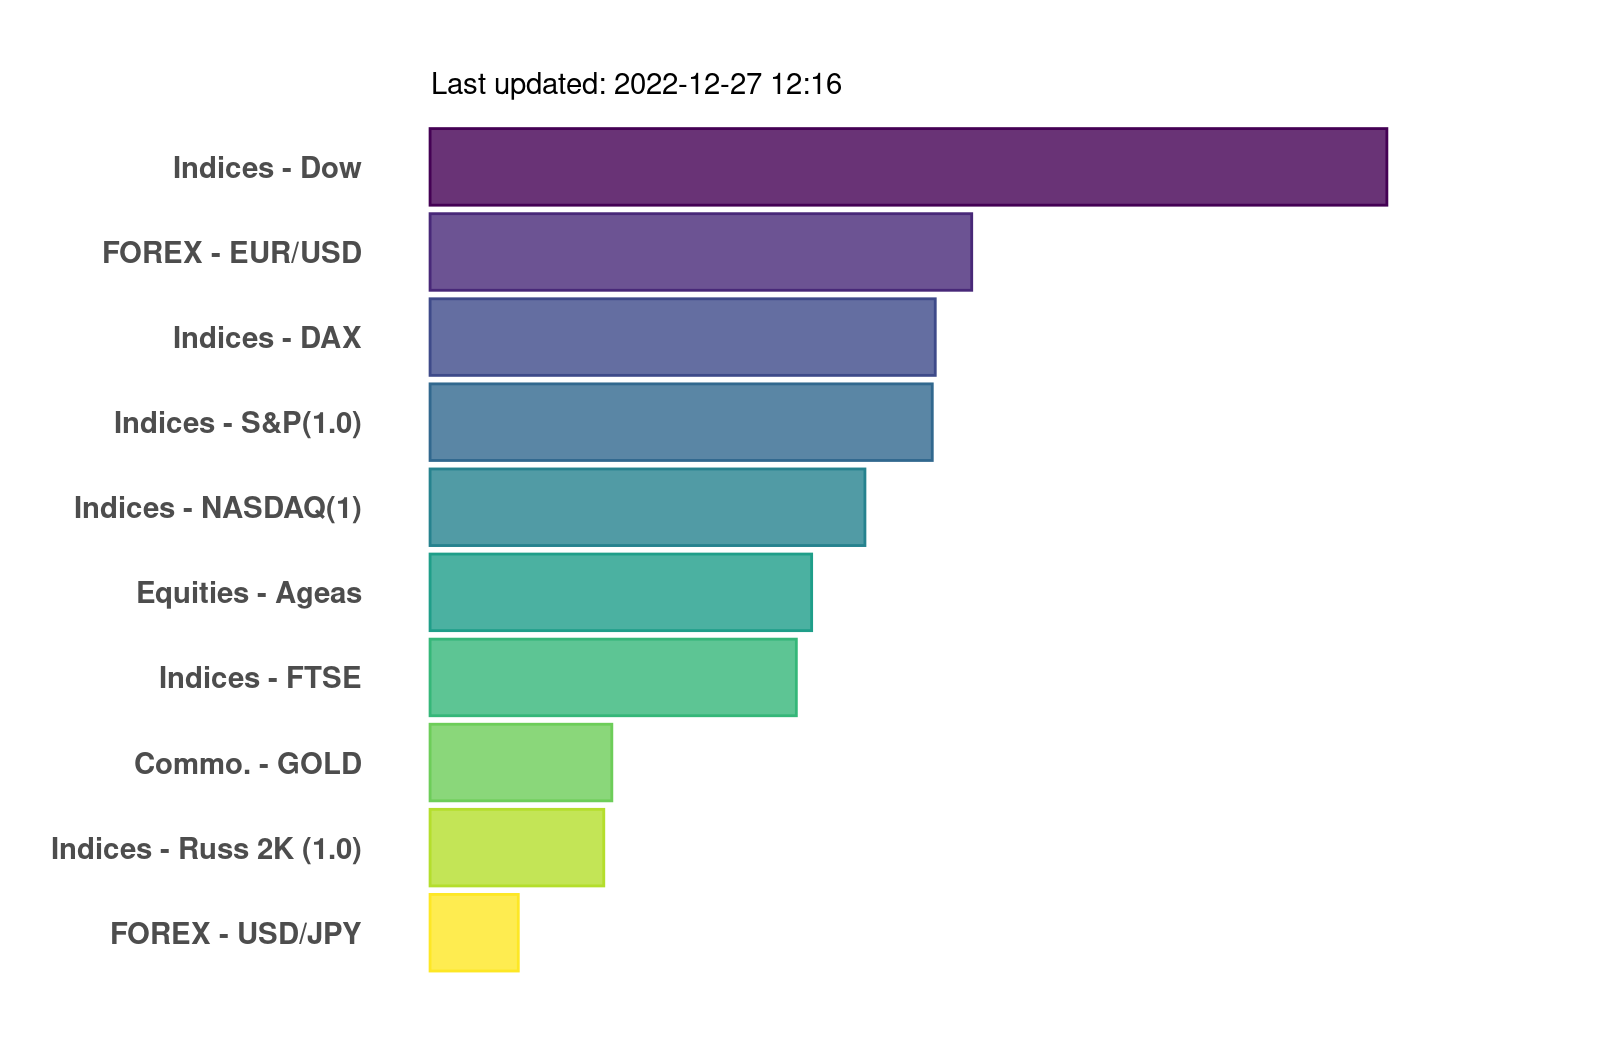 Last updated: 2022-12-27 12:16
Indices - Dow
FOREX - EUR/USD
Indices - DAX
Indices - S&P(1.0)
Indices - NASDAQ(1)
Equities - Ageas
Indices - FTSE
Commo. - GOLD
Indices - Russ 2K (1.0)
FOREX - USD/JPY